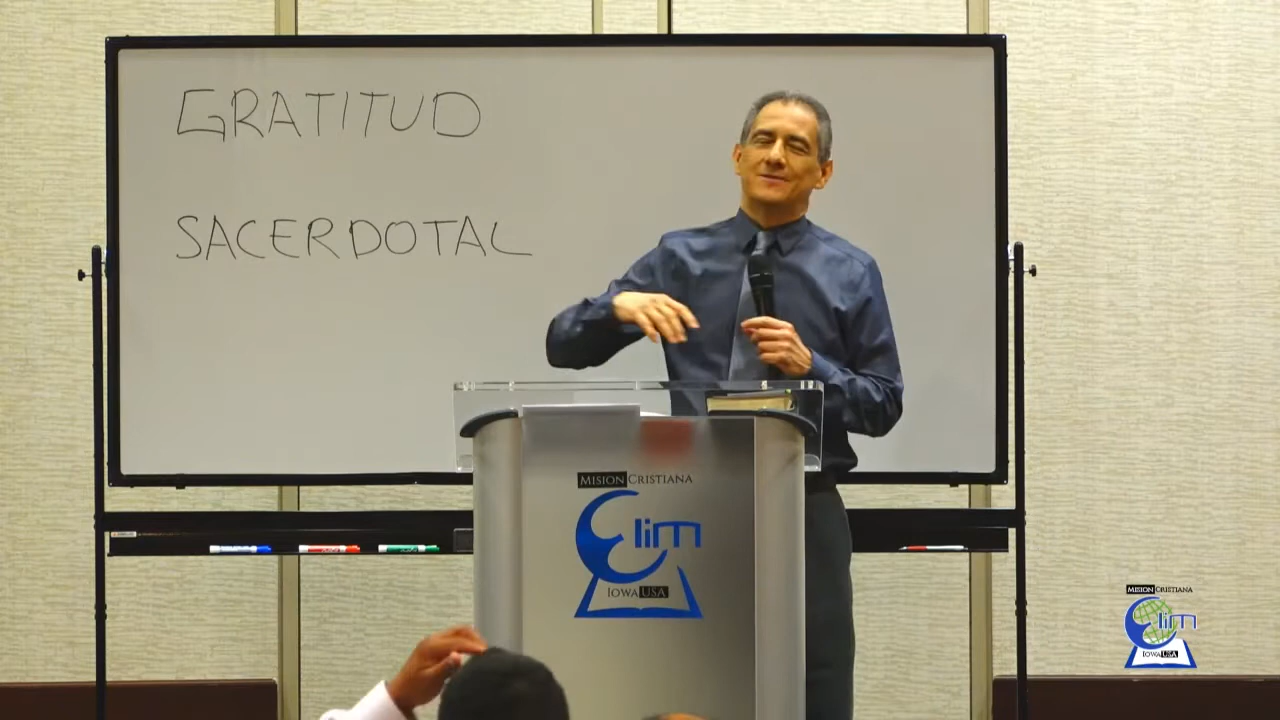 GRATITUD
SACERDOTAL
MISION CRISTIANA
Elim
IOWA USA
MISION CRISTIANA
Elim
IOWA USA